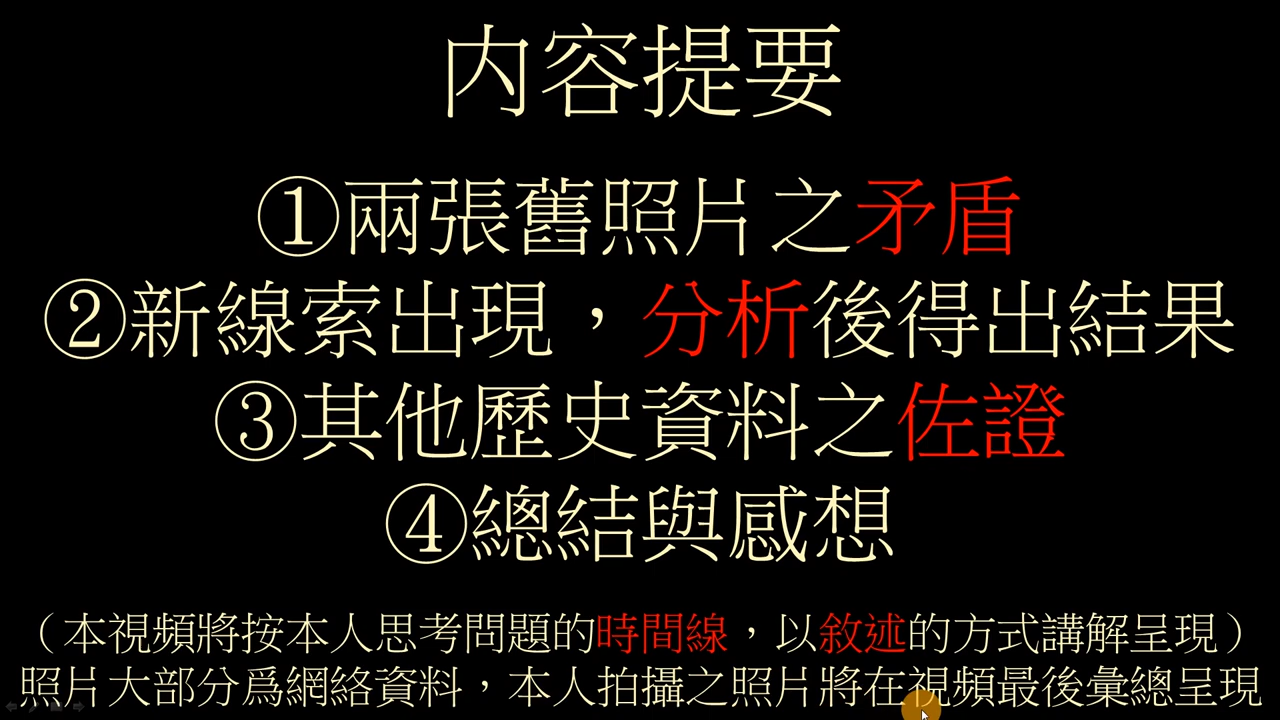 内容提要
①兩張舊照片之矛盾
②新線索出現，分析後得出結果
③其他歷史資料之佐證
④總結與感想
（本視頻將按本人思考問題的時間線，以敘述的方式講解呈現）
照片大部分爲網絡資料，本人拍攝之照片將在視頻最後彙總呈現